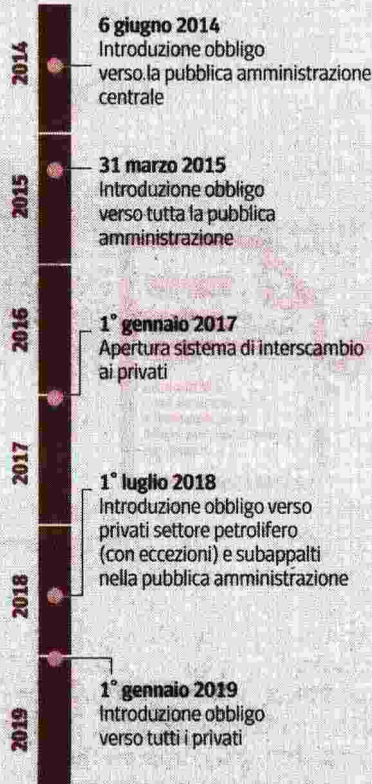 2014
6 giugno 2014
Introduzione obbligo
verso la pubblica amministrazione
centrale
2015
31 marzo 2015
Introduzione obbligo
verso tutta la pubblica
amministrazione
2016
1° gennaio 2017
Apertura sistema di interscambio
ai privati
2017
1° luglio 2018
Introduzione obbligo verso
privati settore petrolifero
(con eccezioni) e subappalti
nella pubblica amministrazione
2018
1° gennaio 2019
Introduzione obbligo
verso tutti i privati
2019